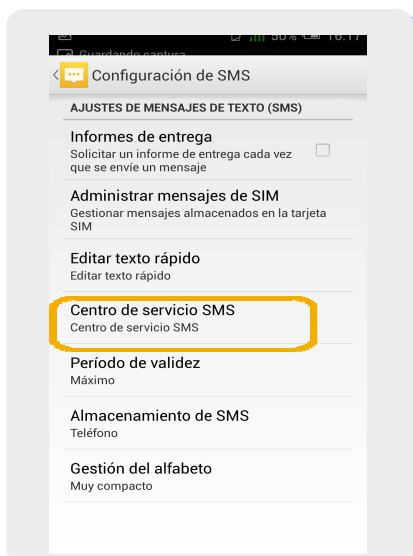 50% 16:17
Guardando captura
Configuración de SMS
AJUSTES DE MENSAJES DE TEXTO (SMS)
Informes de entrega
Solicitar un informe de entrega cada vez
que se envíe un mensaje
Administrar mensajes de SIM
Gestionar mensajes almacenados en la tarjeta
SIM
Editar texto rápido
Editar texto rápido
Centro de servicio SMS
Centro de servicio SMS
Período de validez
Máximo
Almacenamiento de SMS
Teléfono
Gestión del alfabeto
Muy compacto